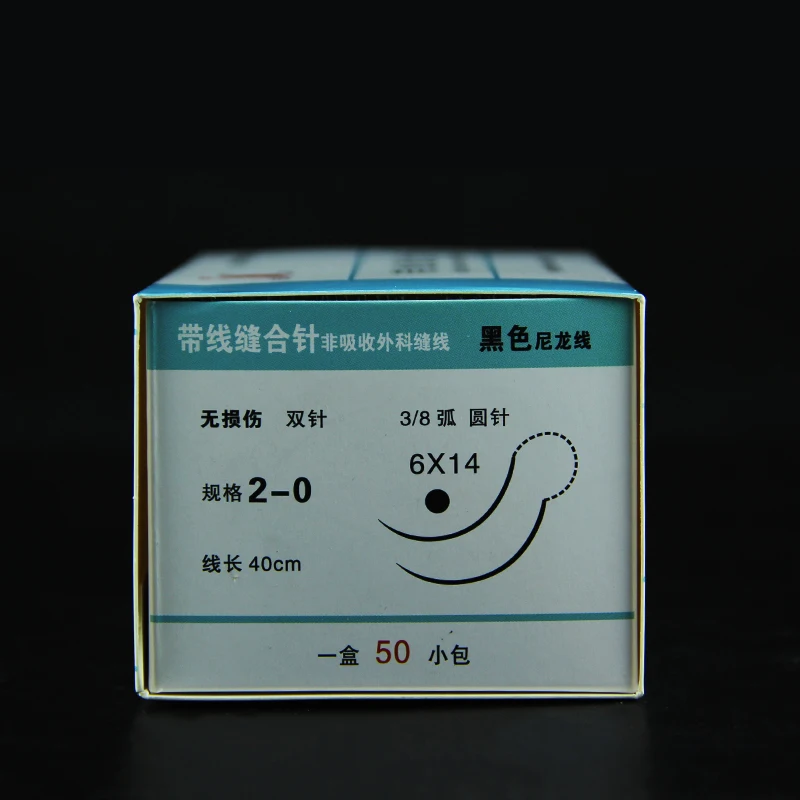 带线缝合针非吸收外科缝线 黑色尼龙线
无损伤 双针 3/8 弧 圆针
6X14
规格 2-0
线长 40cm
一盒 50 小包